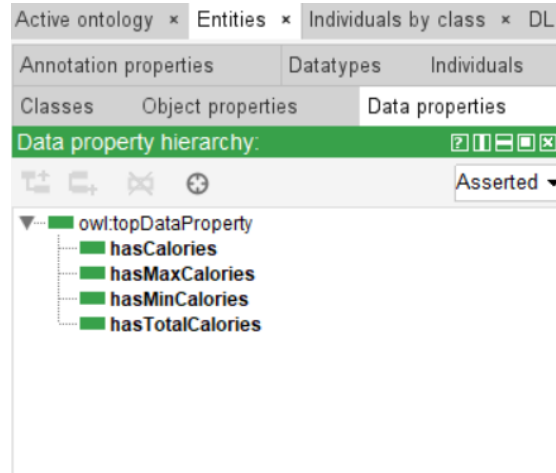 Active ontology × Entities × Individuals by class × DL
Annotation properties Datatypes Individuals
Classes Object properties Data properties
Data property hierarchy:
Asserted
owl:topDataProperty
hasCalories
hasMaxCalories
hasMinCalories
hasTotalCalories